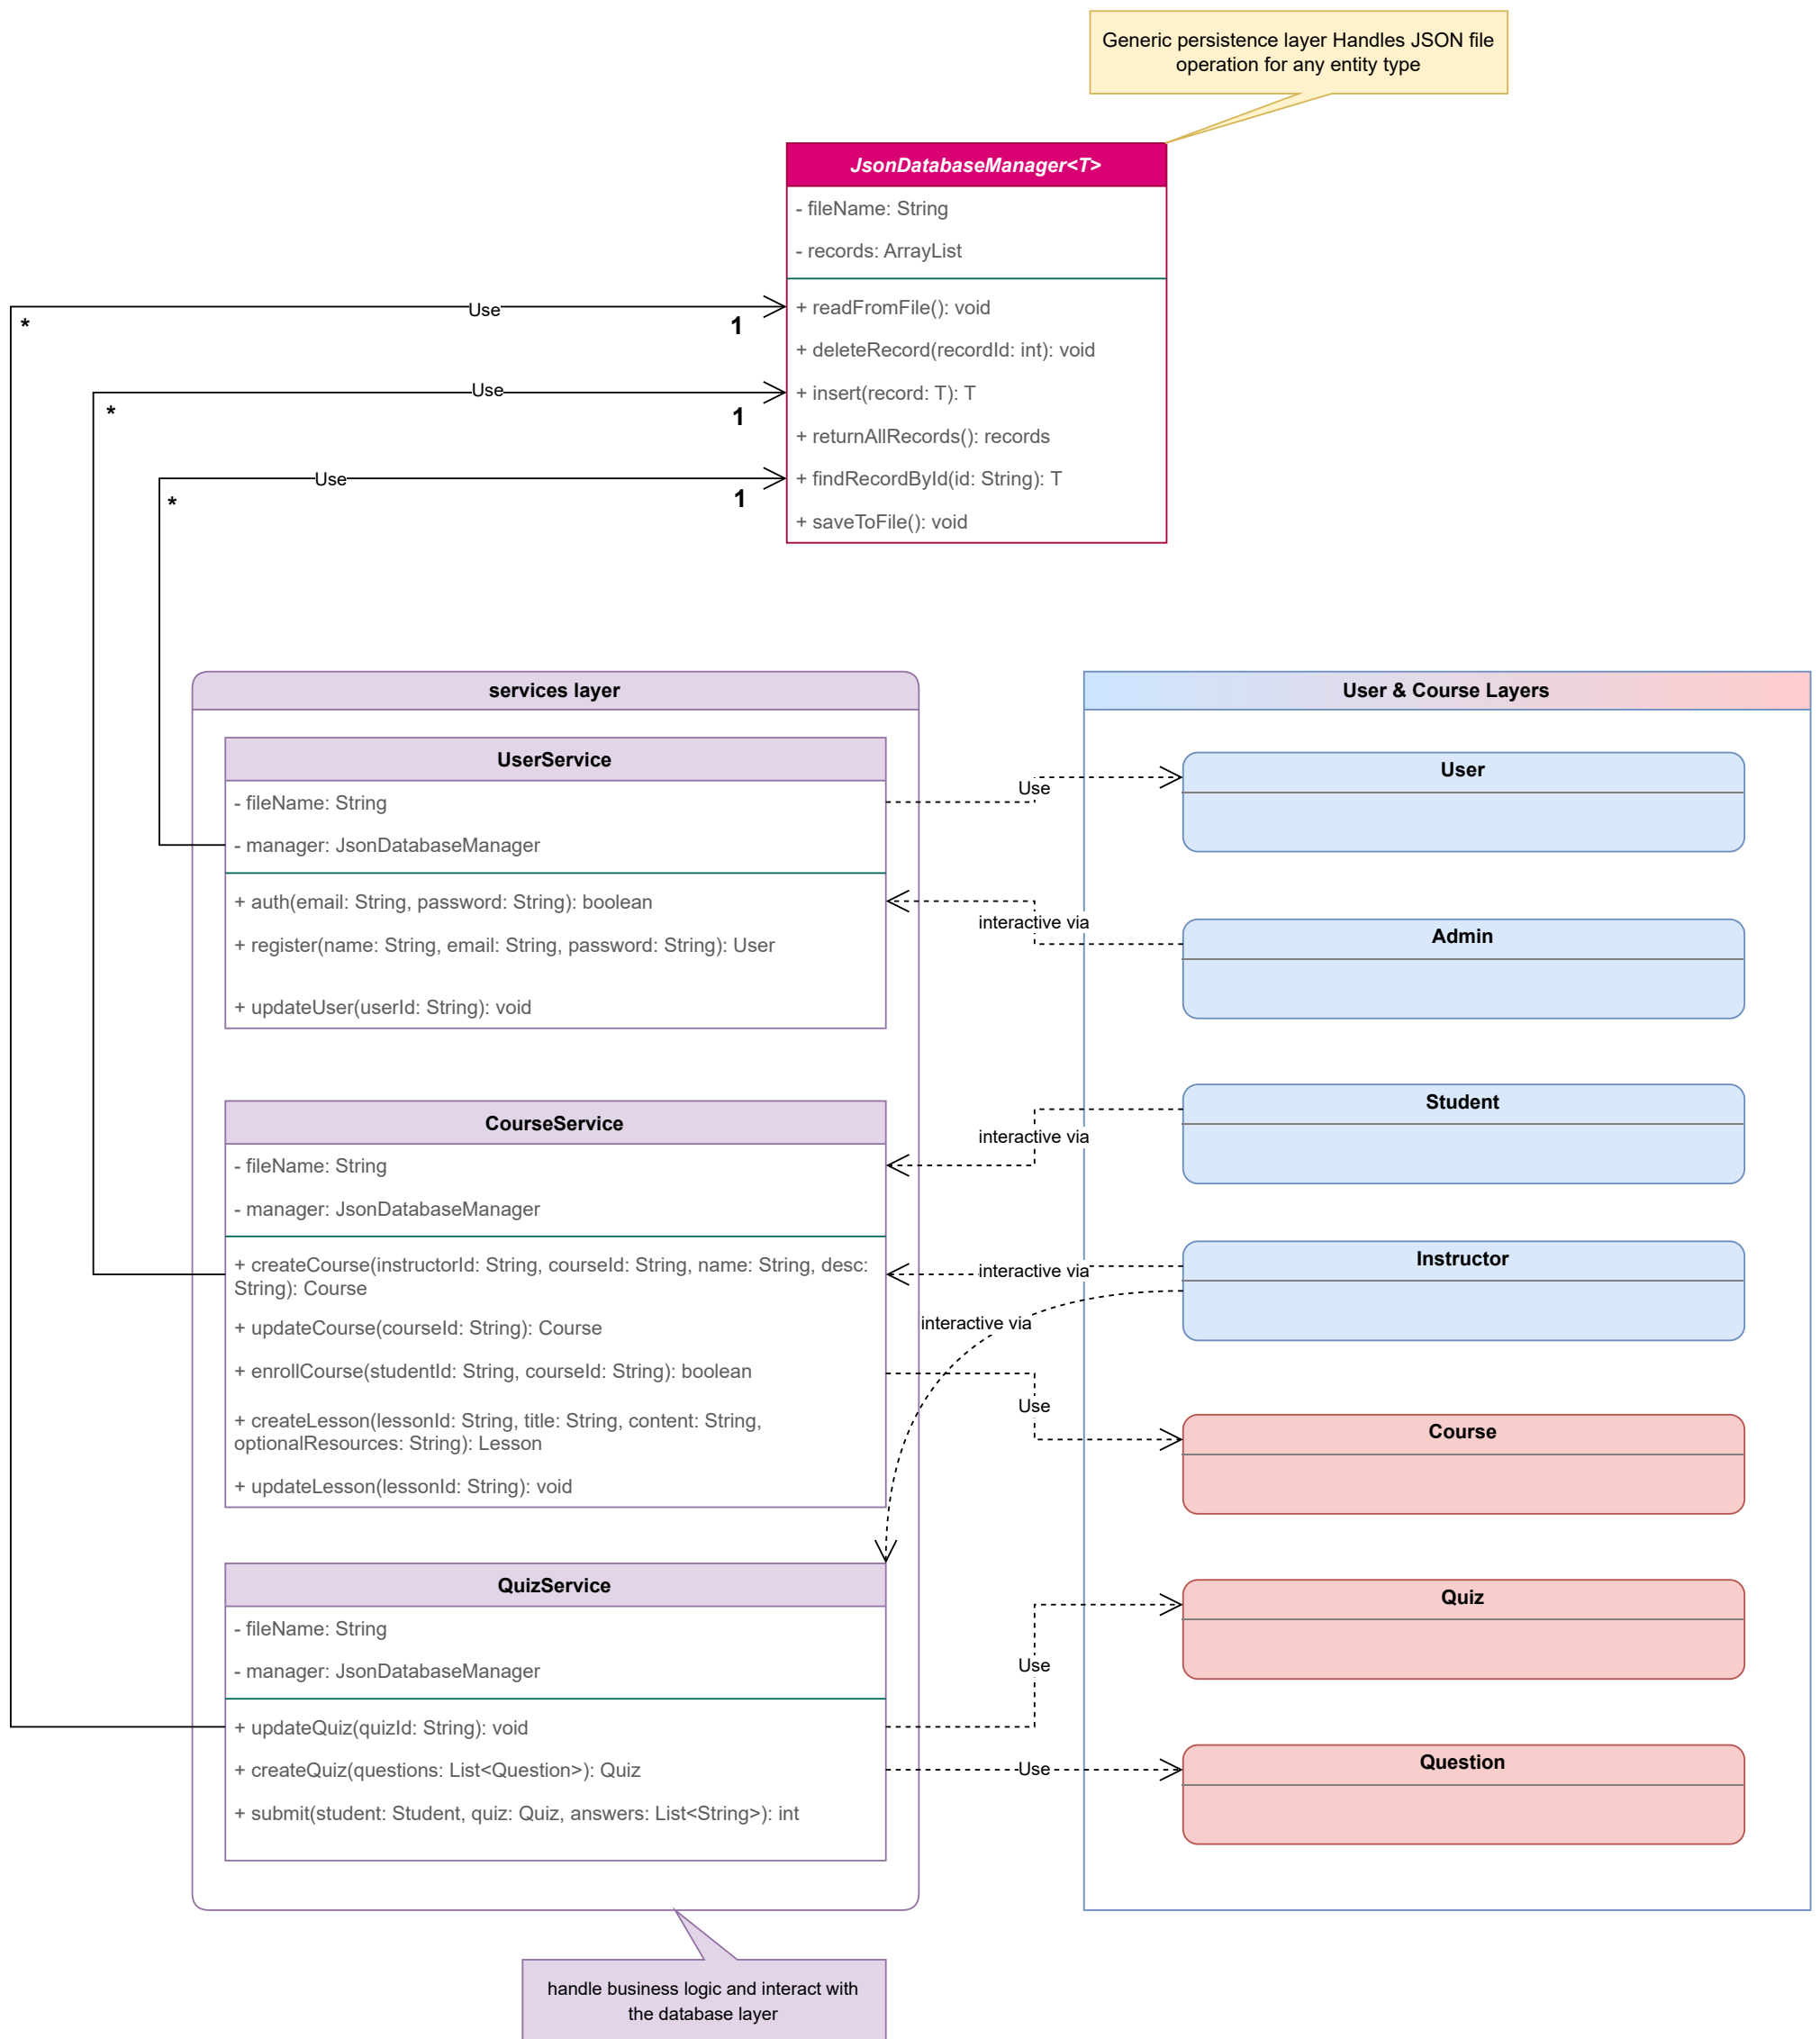 Generic persistence layer Handles JSON file
operation for any entity type
JsonDatabaseManager<T>
- fileName: String
- records: ArrayList
+ readFromFile(): void
+ deleteRecord(recordId: int): void
+ insert(record: T): T
+ returnAllRecords(): records
+ findRecordById(id: String): T
+ saveToFile(): void
Use
*
1
Use
*
1
Use
*
1
services layer
UserService
- fileName: String
- manager: JsonDatabaseManager
+ auth(email: String, password: String): boolean
+ register(name: String, email: String, password: String): User
+ updateUser(userId: String): void
CourseService
- fileName: String
- manager: JsonDatabaseManager
+ createCourse(instructorId: String, courseId: String, name: String, desc:
String): Course
+ updateCourse(courseId: String): Course
+ enrollCourse(studentId: String, courseId: String): boolean
+ createLesson(lessonId: String, title: String, content: String,
optionalResources: String): Lesson
+ updateLesson(lessonId: String): void
QuizService
- fileName: String
- manager: JsonDatabaseManager
+ updateQuiz(quizId: String): void
+ createQuiz(questions: List<Question>): Quiz
+ submit(student: Student, quiz: Quiz, answers: List<String>): int
handle business logic and interact with
the database layer
Use
interactive via
interactive via
interactive via
interactive via
Use
Use
Use
User & Course Layers
User
Admin
Student
Instructor
Course
Quiz
Question